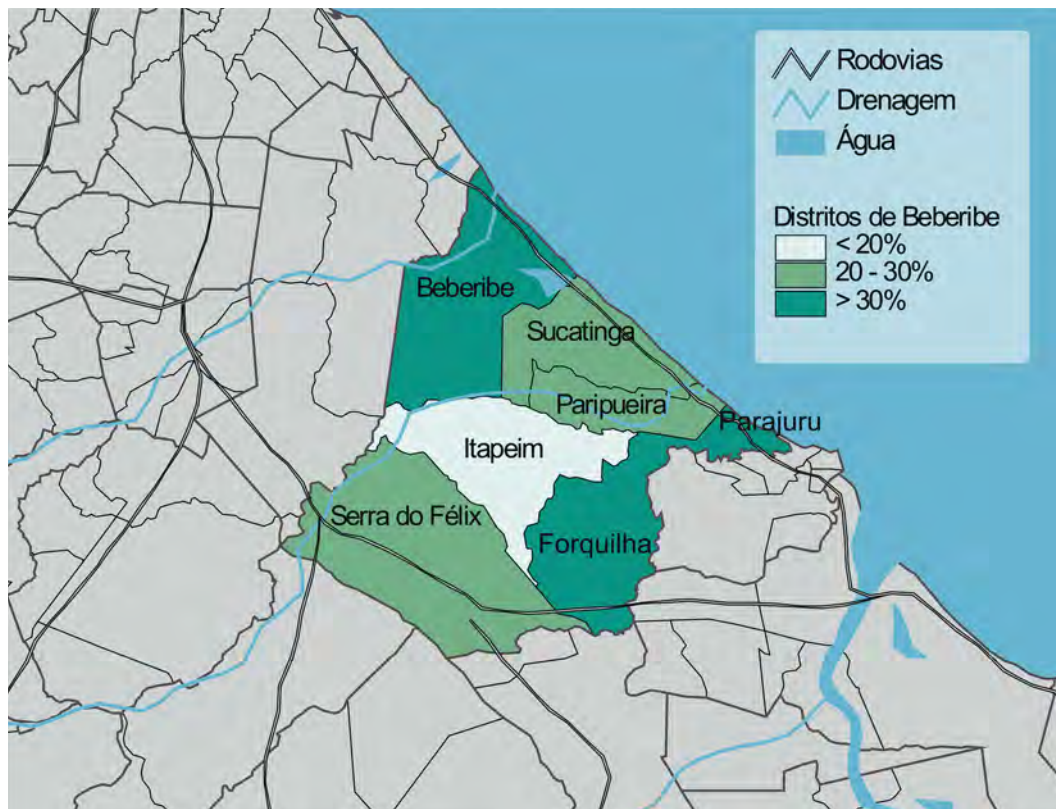 Rodovias
Drenagem
Água
Distritos de Beberibe
< 20%
20 - 30%
> 30%
Beberibe
Sucatinga
Paripueira
Parajuru
Itapeim
Serra do Félix
Forquilha